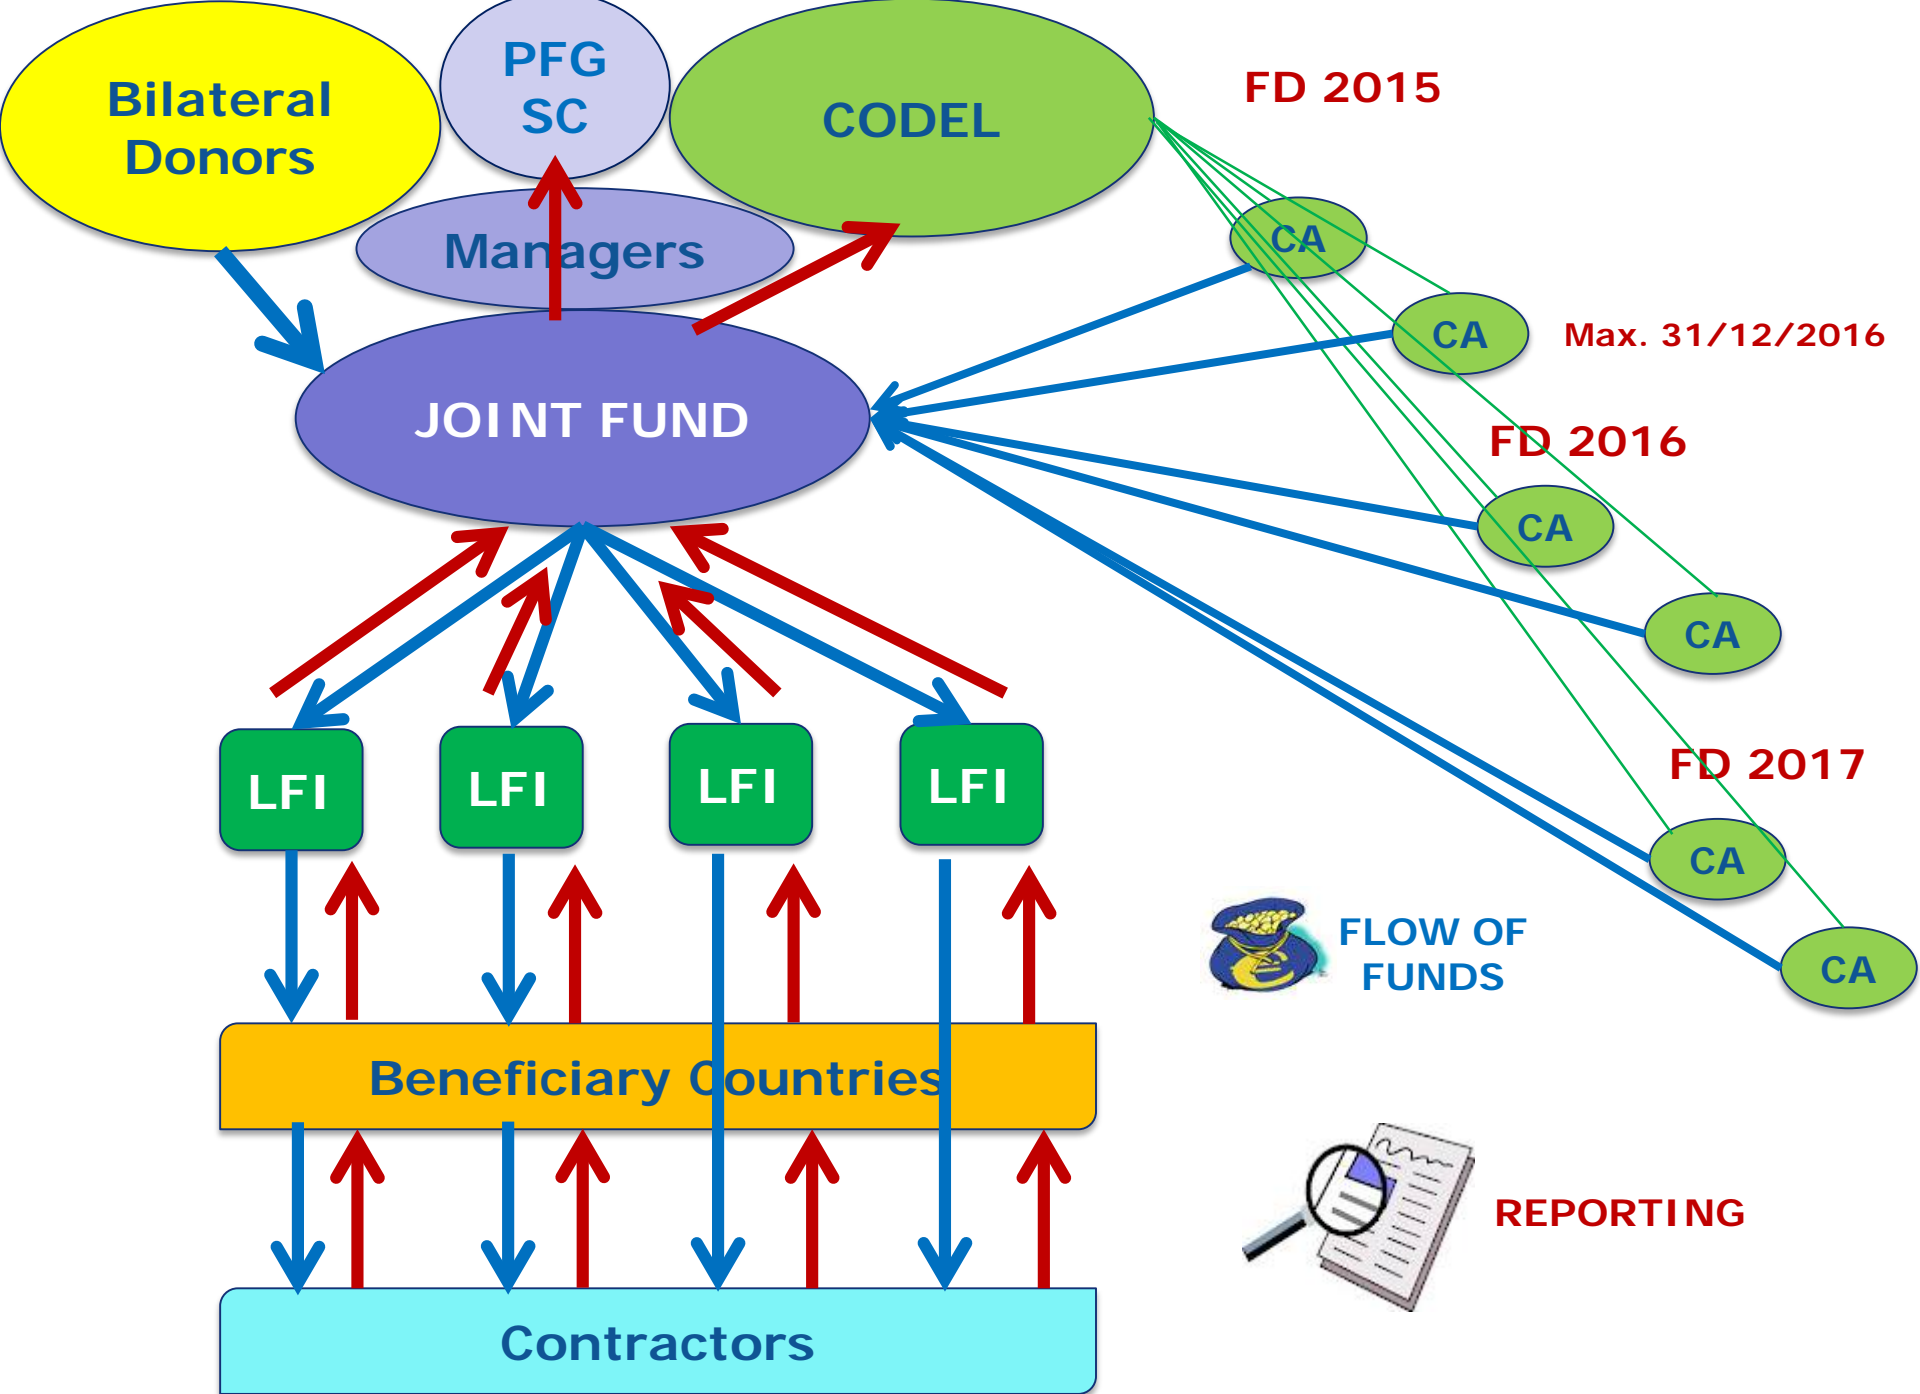 Bilateral
Donors
PFG
SC
CODEL
FD 2015
Managers
CA
CA
Max. 31/12/2016
JOINT FUND
FD 2016
CA
CA
LFI
LFI
LFI
LFI
FD 2017
CA
CA
FLOW OF
FUNDS
Beneficiary Countries
REPORTING
Contractors